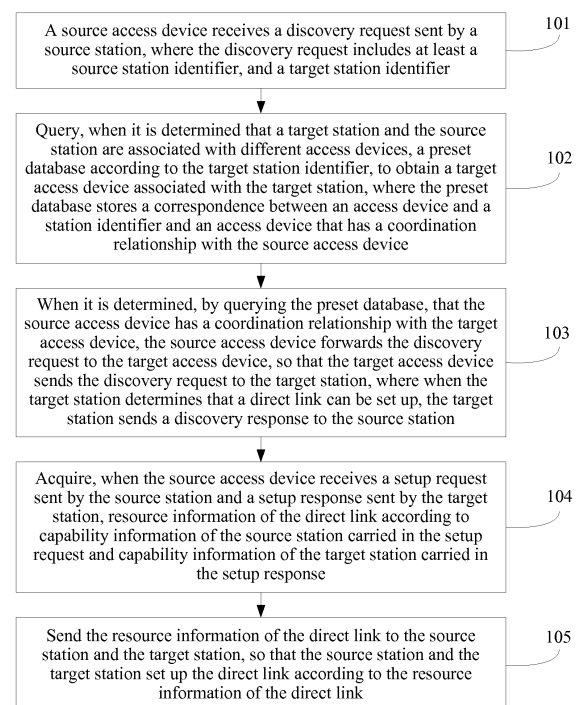 A source access device receives a discovery request sent by a
source station, where the discovery request includes at least a
source station identifier, and a target station identifier
101
Query, when it is determined that a target station and the source
station are associated with different access devices, a preset
database according to the target station identifier, to obtain a target
access device associated with the target station, where the preset
database stores a correspondence between an access device and a
station identifier and an access device that has a coordination
relationship with the source access device
102
When it is determined, by querying the preset database, that the
source access device has a coordination relationship with the target
access device, the source access device forwards the discovery
request to the target access device, so that the target access device
sends the discovery request to the target station, where when the
target station determines that a direct link can be set up, the target
station sends a discovery response to the source station
103
Acquire, when the source access device receives a setup request
sent by the source station and a setup response sent by the target
station, resource information of the direct link according to
capability information of the source station carried in the setup
request and capability information of the target station carried in
the setup response
104
Send the resource information of the direct link to the source
station and the target station, so that the source station and the
target station set up the direct link according to the resource
information of the direct link
105